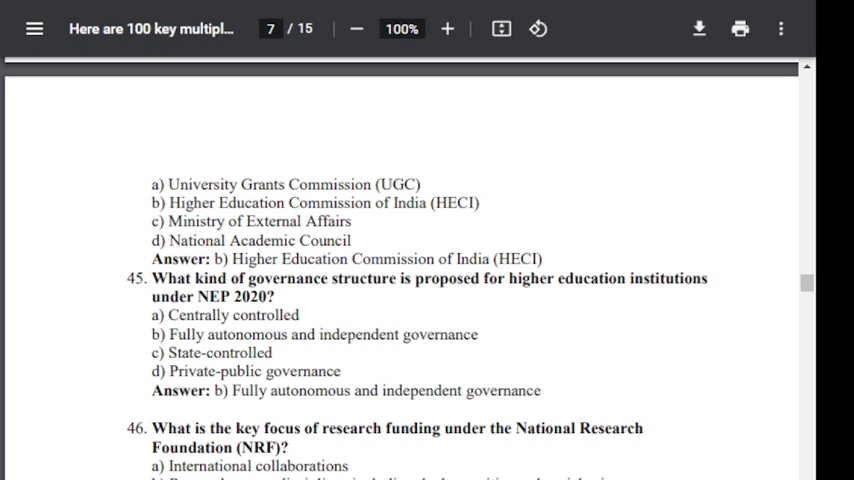 Here are 100 key multipl... 7 / 15 100%
a) University Grants Commission (UGC)
b) Higher Education Commission of India (HECI)
c) Ministry of External Affairs
d) National Academic Council
Answer: b) Higher Education Commission of India (HECI)
45. What kind of governance structure is proposed for higher education institutions
under NEP 2020?
a) Centrally controlled
b) Fully autonomous and independent governance
c) State-controlled
d) Private-public governance
Answer: b) Fully autonomous and independent governance
46. What is the key focus of research funding under the National Research
Foundation (NRF)?
a) International collaborations